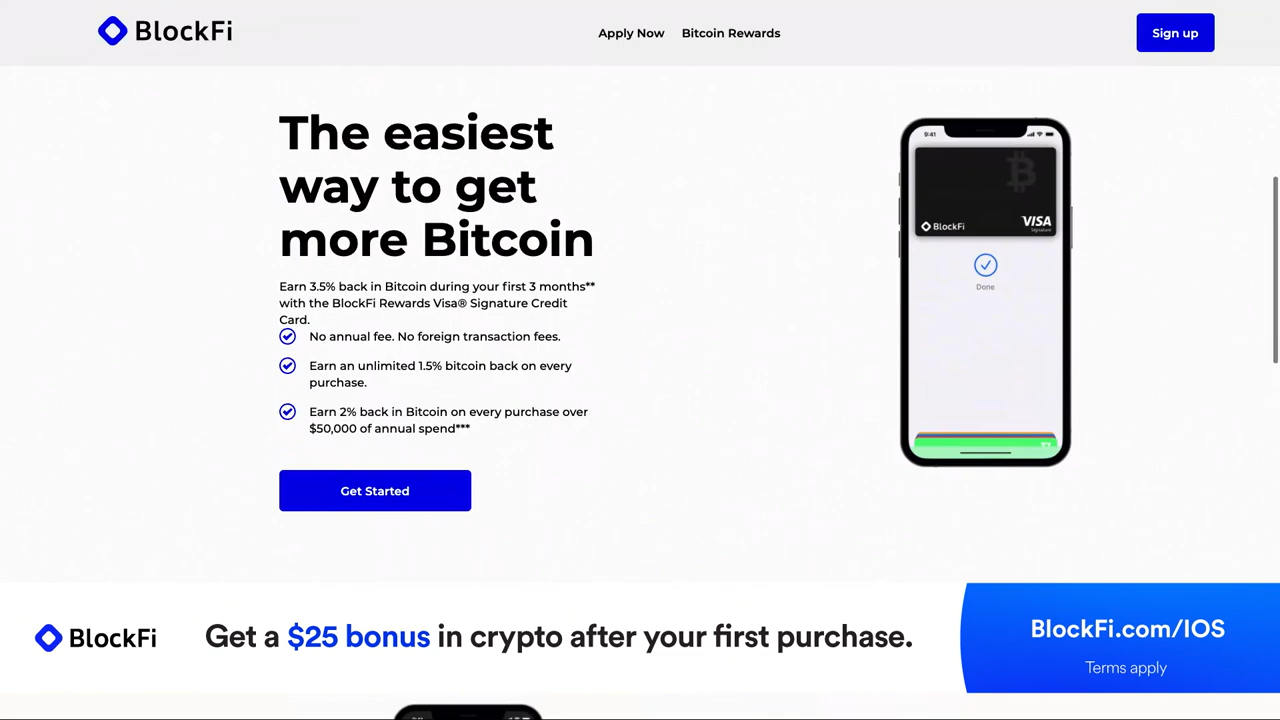 BlockFi
Apply Now
Bitcoin Rewards
Sign up
The easiest
way to get
more Bitcoin
Earn 3.5% back in Bitcoin during your first 3 months**
with the BlockFi Rewards Visa® Signature Credit
Card.
No annual fee. No foreign transaction fees.
Earn an unlimited 1.5% bitcoin back on every
purchase.
Earn 2% back in Bitcoin on every purchase over
$50,000 of annual spend***
Get Started
9:41
BlockFi
VISA
Signature
Done
BlockFi
Get a $25 bonus in crypto after your first purchase.
BlockFi.com/IOS
Terms apply